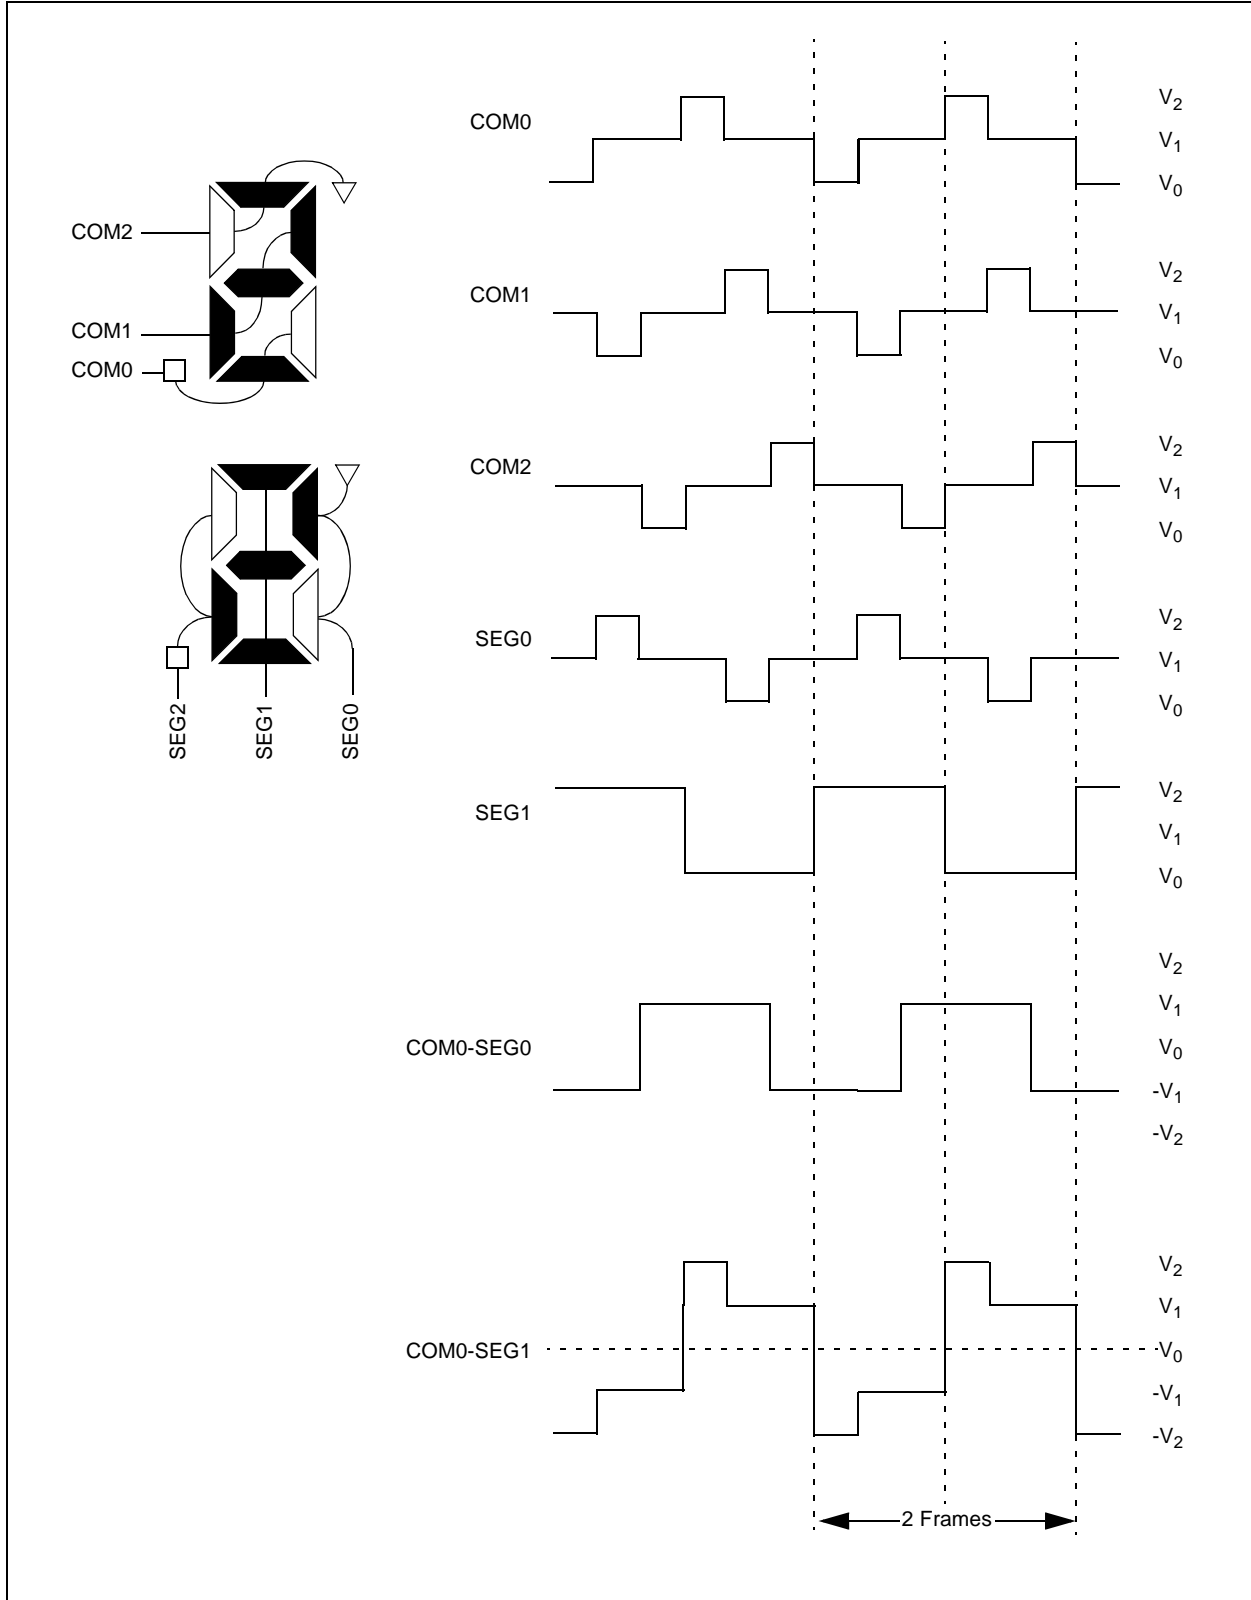 COM0
V2
V1
V0
COM2
COM1
COM0
COM1
V2
V1
V0
COM2
V2
V1
V0
SEG2
SEG1
SEG0
SEG0
V2
V1
V0
SEG1
V2
V1
V0
COM0-SEG0
V2
V1
V0
-V1
-V2
COM0-SEG1
V2
V1
V0
-V1
-V2
2 Frames